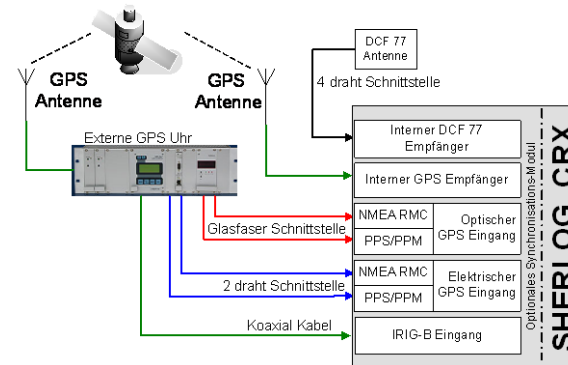 DCF 77
Antenne
GPS
Antenne
GPS
Antenne
4 draht Schnittstelle
Externe GPS Uhr
Interner DCF 77
Empfänger
Interner GPS Empfänger
NMEA RMC
PPS/PPM
Optischer
GPS Eingang
Glasfaser Schnittstelle
NMEA RMC
PPS/PPM
Elektrischer
GPS Eingang
2 draht Schnittstelle
Koaxial Kabel
IRIG-B Eingang
Optionales Synchronisations-Modul
SHERLOG CRX